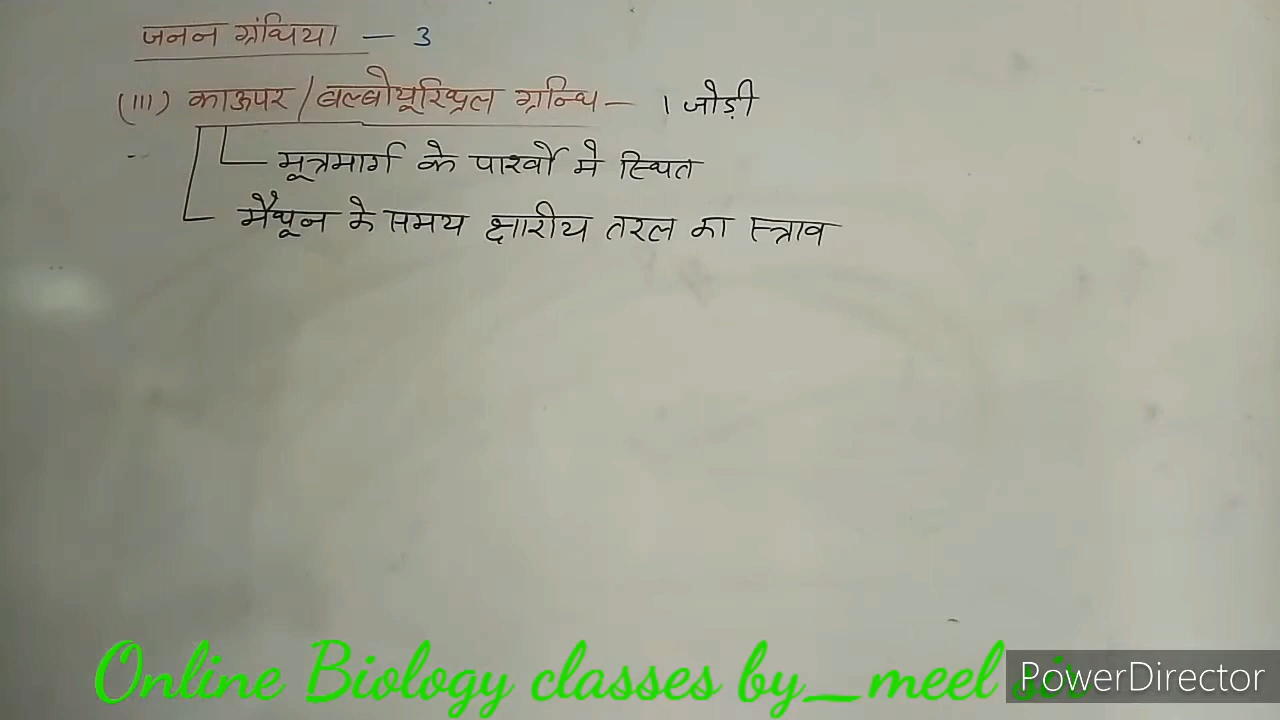 जनन ग्रंथिया — 3
(III) काऊपर / बल्बोयूरिथ्रल ग्रन्थि — 1 जोड़ी
मूत्रमार्ग के पार्श्वो मे स्थित
मैथून के समय क्षारीय तरल का स्त्राव
Online Biology classes by_meel
PowerDirector